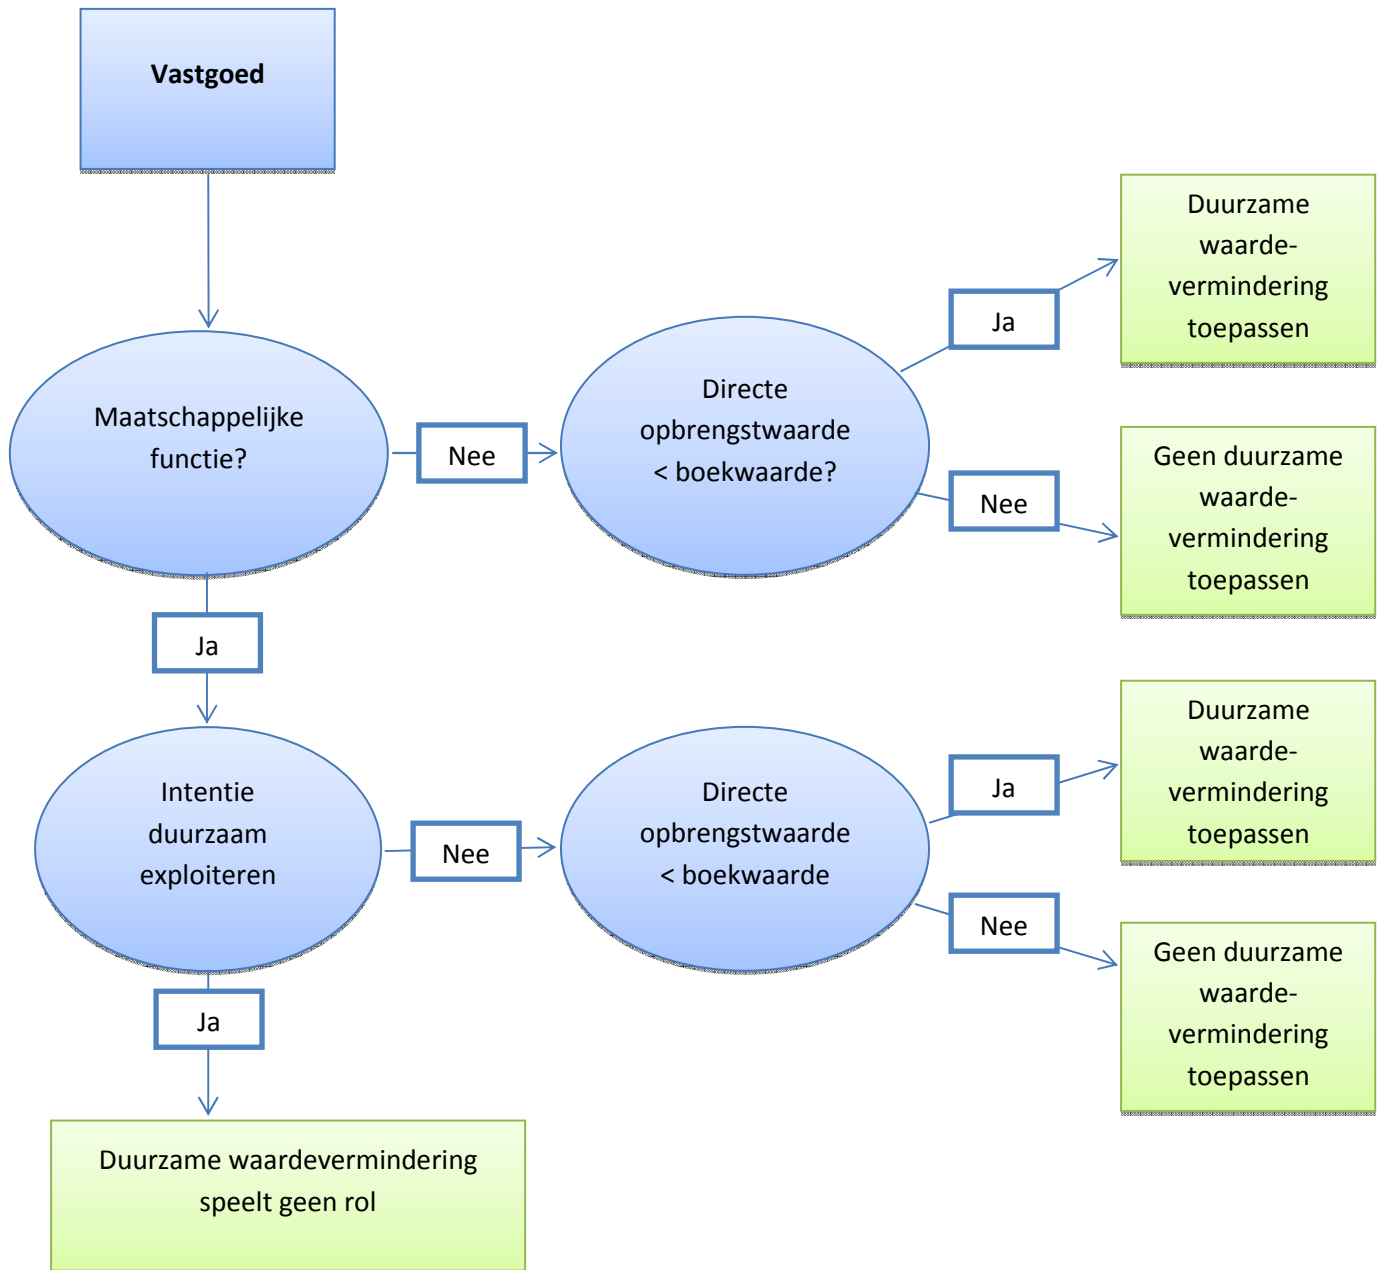 Vastgoed
Maatschappelijke
functie?
Nee
Directe
opbrengstwaarde
< boekwaarde?
Ja
Duurzame
waarde-
vermindering
toepassen
Nee
Geen duurzame
waarde-
vermindering
toepassen
Ja
Intentie
duurzaam
exploiteren
Nee
Directe
opbrengstwaarde
< boekwaarde
Ja
Duurzame
waarde-
vermindering
toepassen
Nee
Geen duurzame
waarde-
vermindering
toepassen
Ja
Duurzame waardevermindering
speelt geen rol